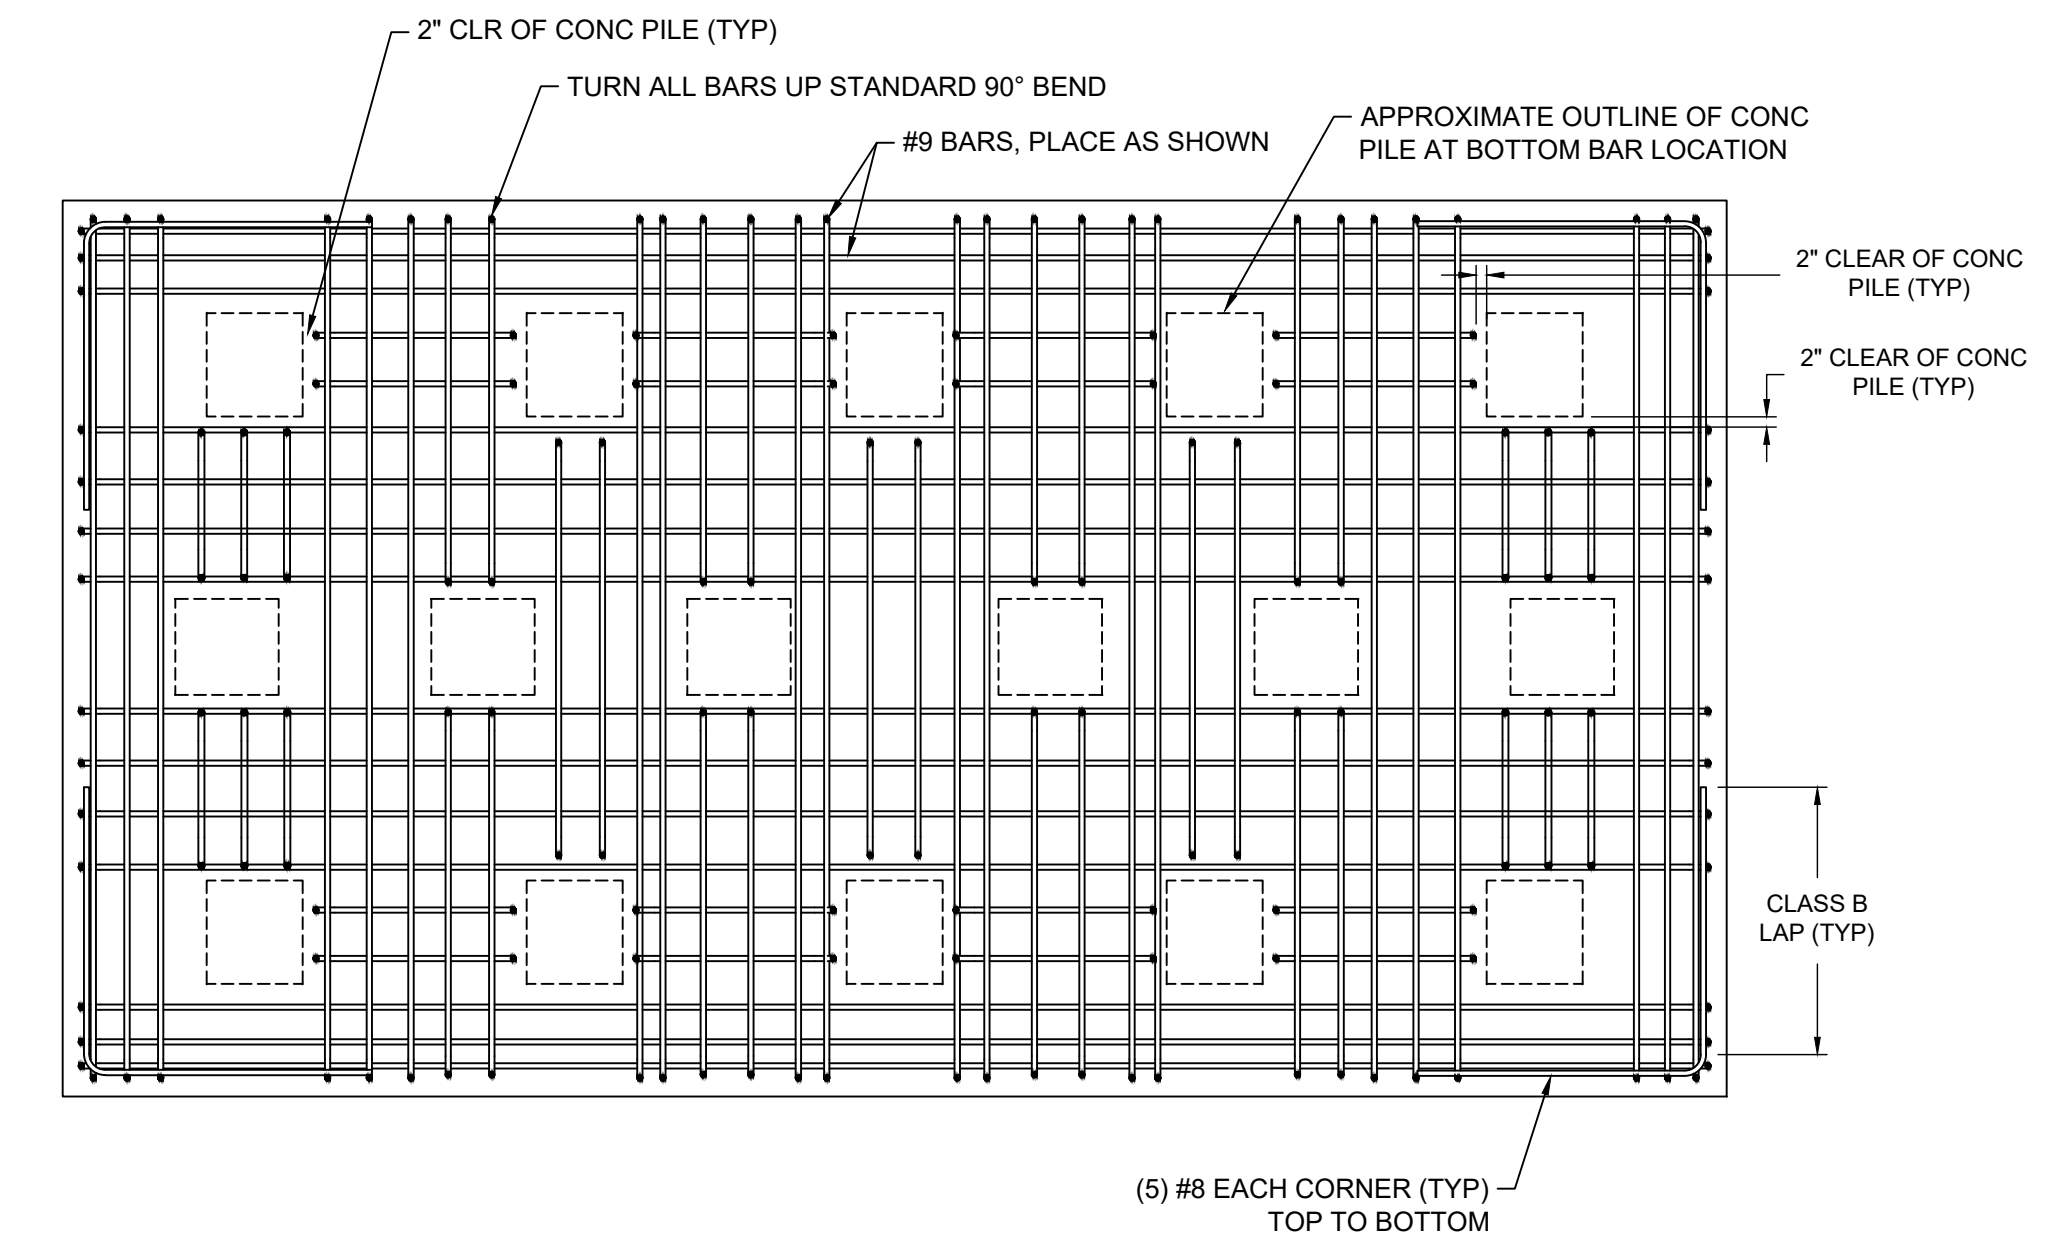 2" CLR OF CONC PILE (TYP)
TURN ALL BARS UP STANDARD 90° BEND
#9 BARS, PLACE AS SHOWN
APPROXIMATE OUTLINE OF CONC
PILE AT BOTTOM BAR LOCATION
2" CLEAR OF CONC
PILE (TYP)
2" CLEAR OF CONC
PILE (TYP)
CLASS B
LAP (TYP)
(5) #8 EACH CORNER (TYP)
TOP TO BOTTOM